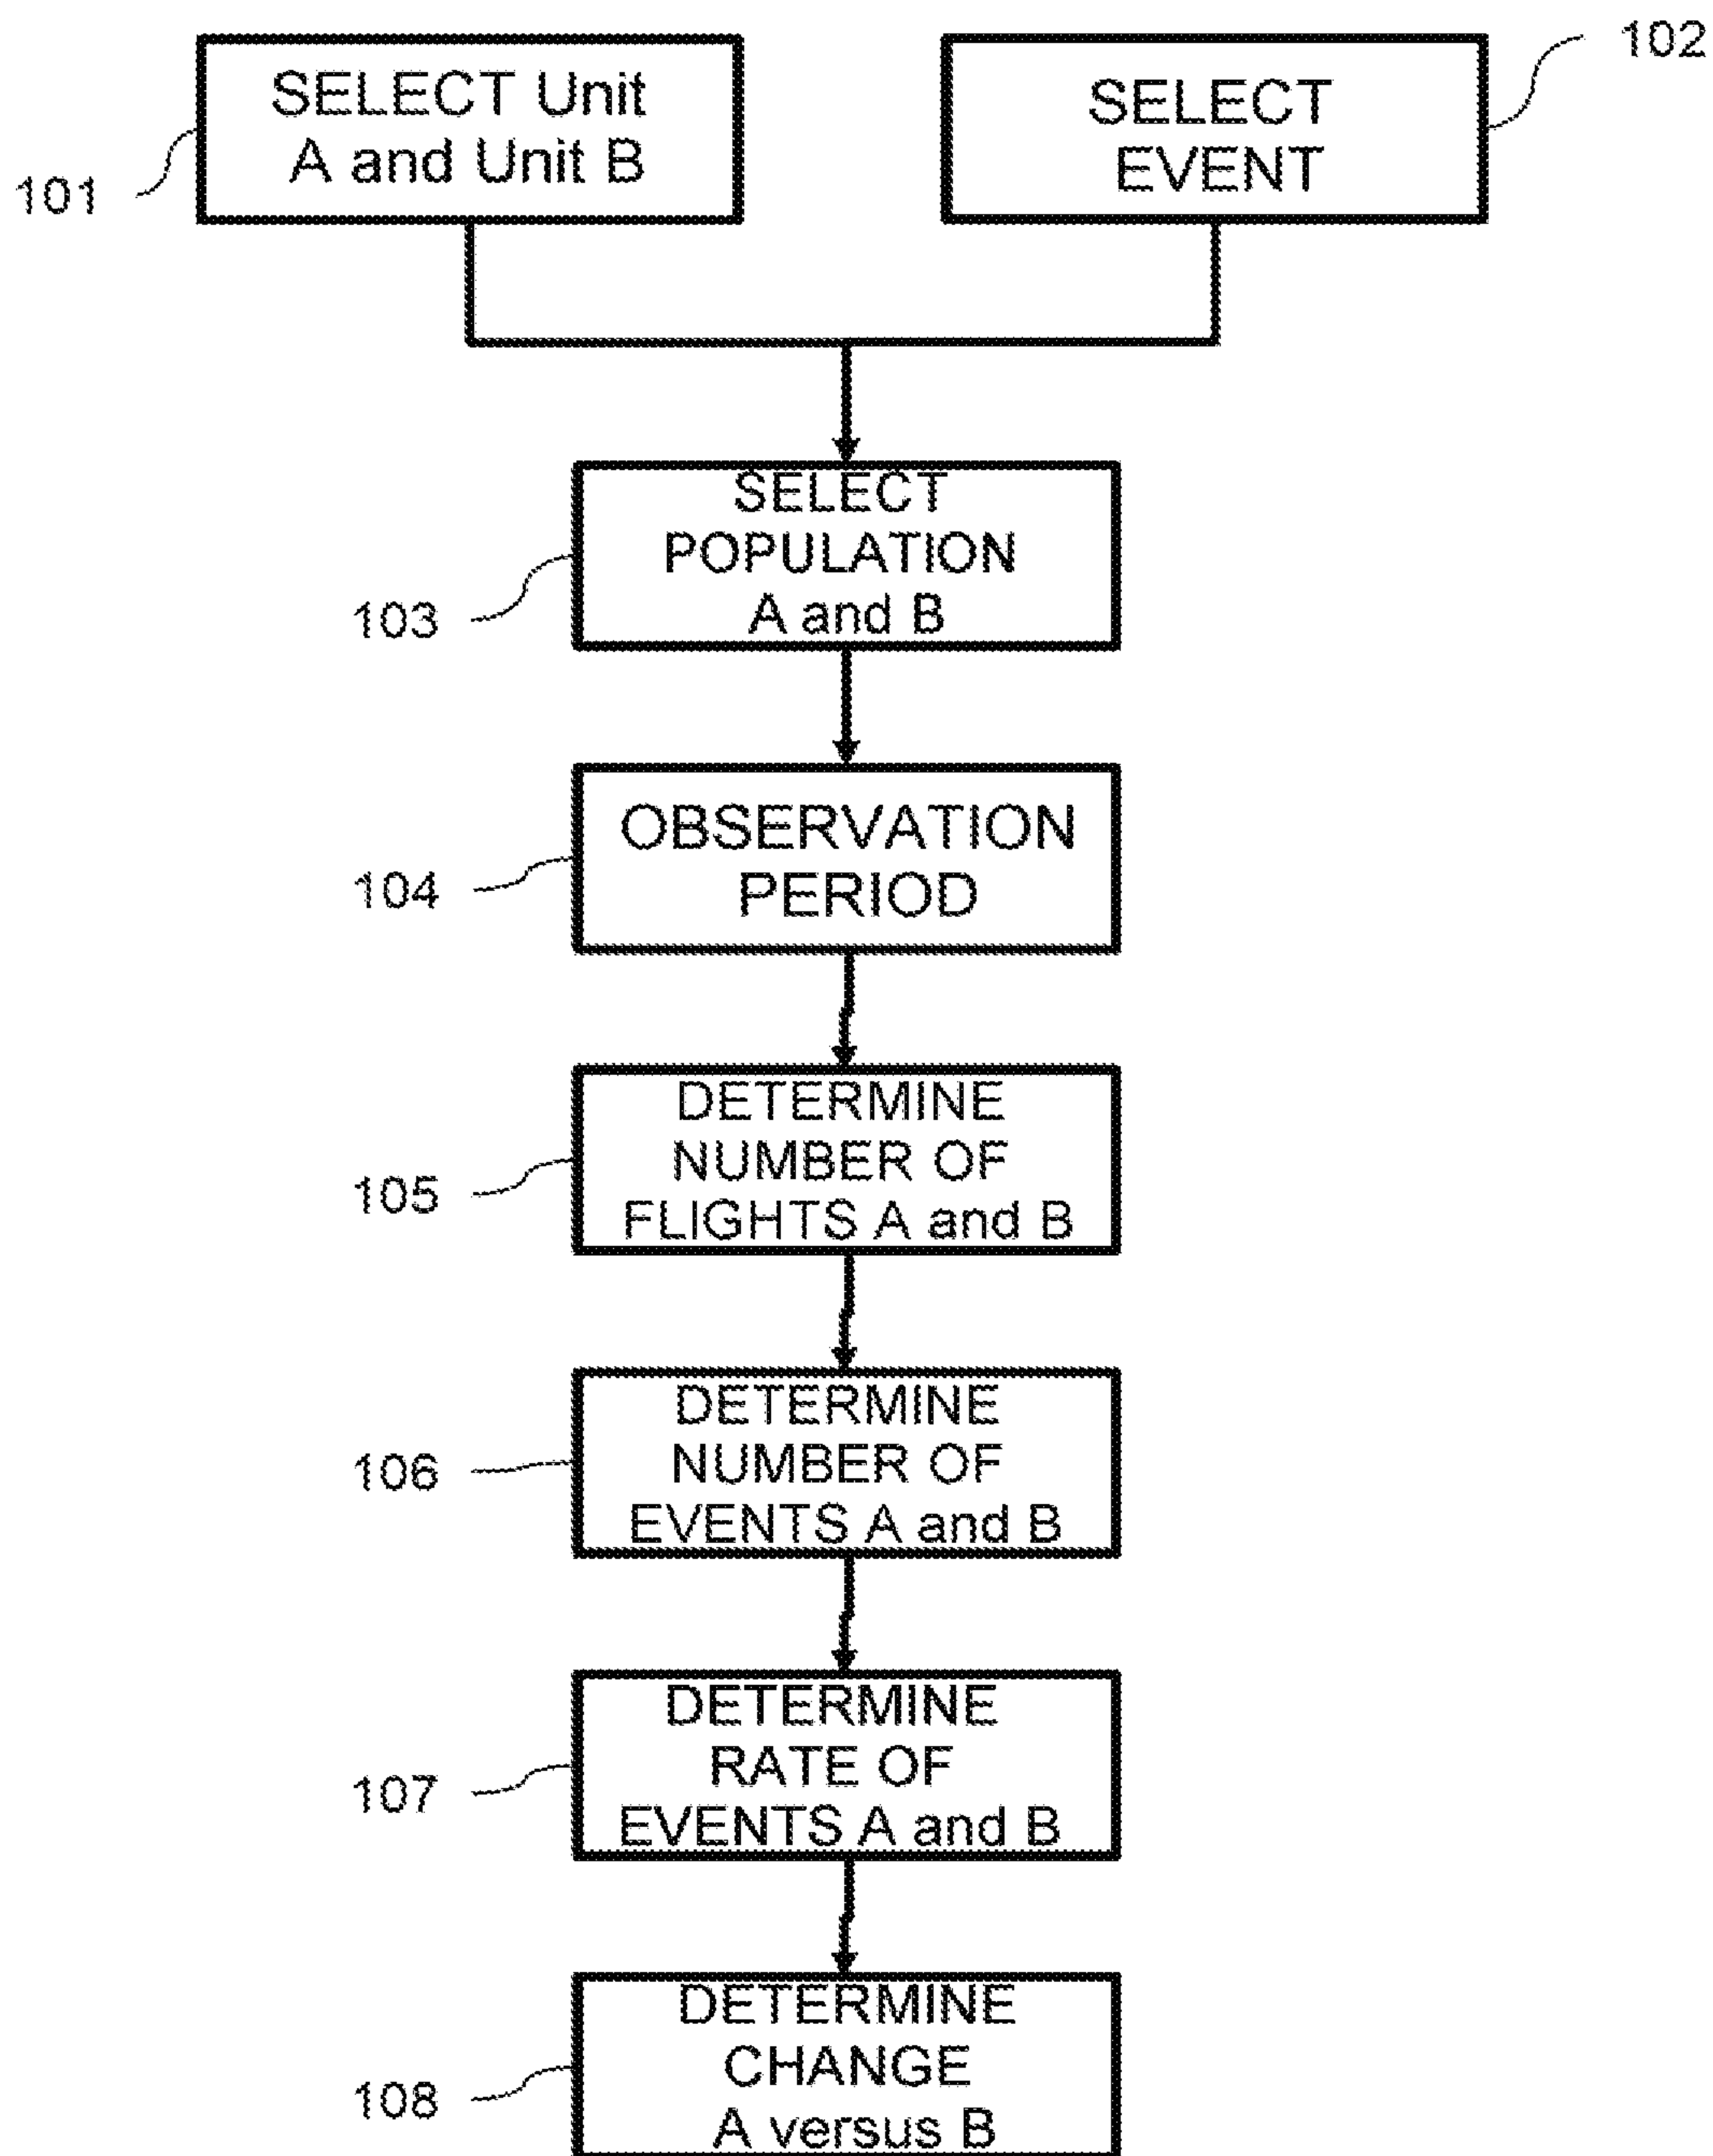 SELECT Unit
A and Unit B
101
SELECT
EVENT
102
SELECT
POPULATION
A and B
103
OBSERVATION
PERIOD
104
DETERMINE
NUMBER OF
FLIGHTS A and B
105
DETERMINE
NUMBER OF
EVENTS A and B
106
DETERMINE
RATE OF
EVENTS A and B
107
DETERMINE
CHANGE
A versus B
108